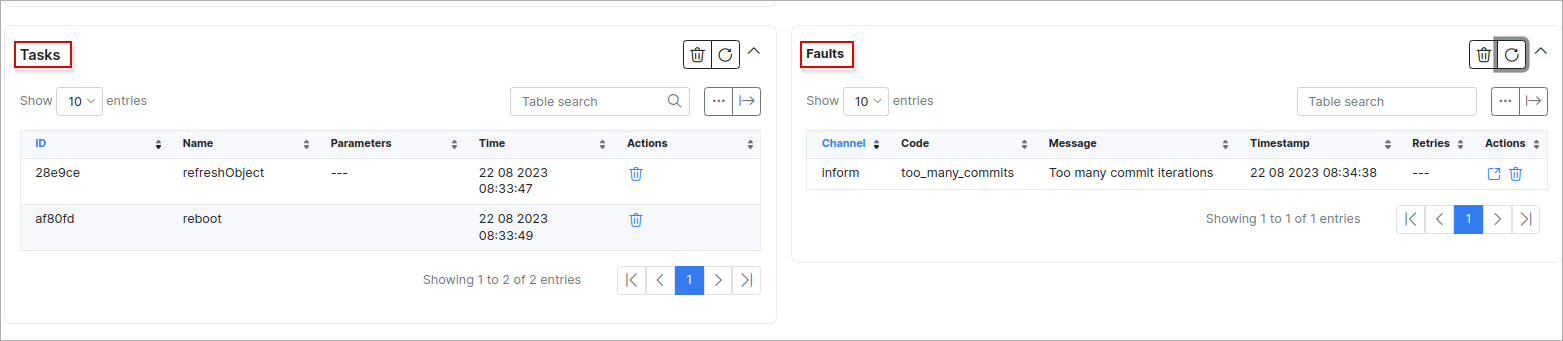 Tasks
Show 10 entries Table search
ID Name Parameters Time Actions
28e9ce refreshObject --- 22 08 2023
08:33:47
af80fd reboot 22 08 2023
08:33:49
Showing 1 to 2 of 2 entries 1
Faults
Show 10 entries Table search
Channel Code Message Timestamp Retries Actions
inform too_many_commits Too many commit iterations 22 08 2023 08:34:38 ---
Showing 1 to 1 of 1 entries 1